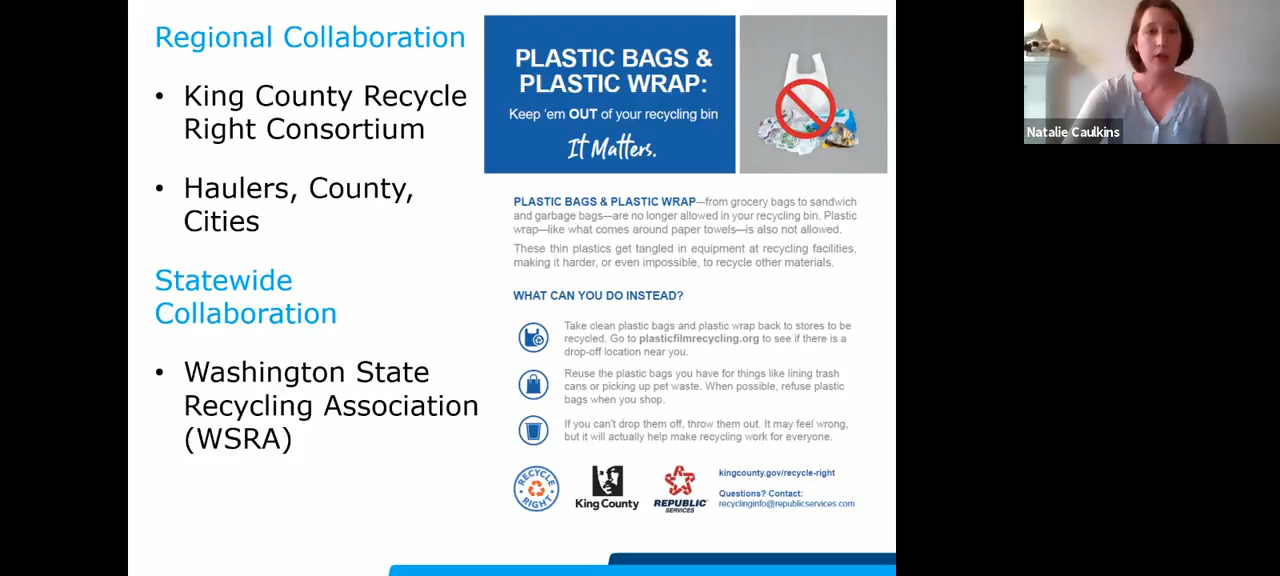 Regional Collaboration
• King County Recycle
Right Consortium
• Haulers, County,
Cities
Statewide
Collaboration
• Washington State
Recycling Association
(WSRA)
PLASTIC BAGS &
PLASTIC WRAP:
Keep 'em OUT of your recycling bin
It Matters.
PLASTIC BAGS & PLASTIC WRAP—from grocery bags to sandwich
and garbage bags—are no longer allowed in your recycling bin. Plastic
wrap—like what comes around paper towels—is also not allowed.
These thin plastics get tangled in equipment at recycling facilities,
making it harder, or even impossible, to recycle other materials.
WHAT CAN YOU DO INSTEAD?
Take clean plastic bags and plastic wrap back to stores to be
recycled. Go to plasticfilmrecycling.org to see if there is a
drop-off location near you.
Reuse the plastic bags you have for things like lining trash
cans or picking up pet waste. When possible, refuse plastic
bags when you shop.
If you can't drop them off, throw them out. It may feel wrong,
but it will actually help make recycling work for everyone.
RECYCLE
RIGHT
King County
REPUBLIC
SERVICES
kingcounty.gov/recycle-right
Questions? Contact:
recyclinginfo@republicservices.com
Natalie Caulkins